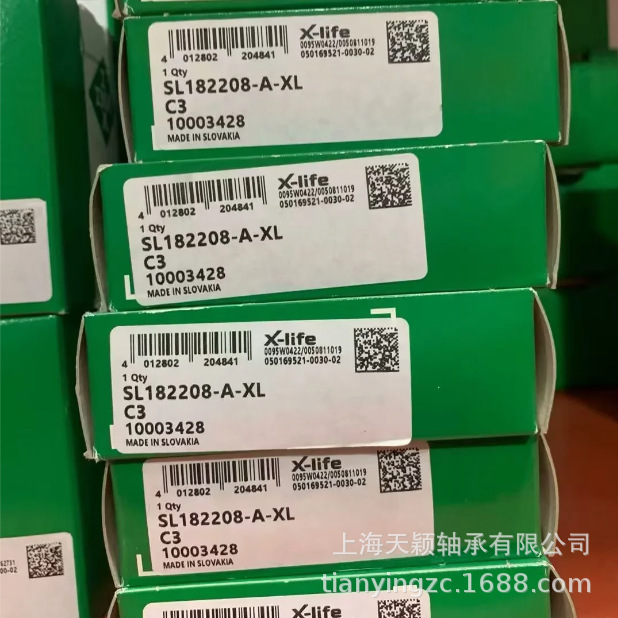 X-life
4 012802 204841
0095W0422/0050811019
050169521-0030-02
1 Qty
SL182208-A-XL
C3
10003428
MADE IN SLOVAKIA
X-life
4 012802 204841
0095W0422/0050811019
050169521-0030-02
1 Qty
SL182208-A-XL
C3
10003428
MADE IN SLOVAKIA
X-life
4 012802 204841
0095W0422/0050811019
050169521-0030-02
1 Qty
SL182208-A-XL
C3
10003428
MADE IN SLOVAKIA
X-life
4 012802 204841
0095W0422/0050811019
050169521-0030-02
1 Qty
SL182208-A-XL
C3
10003428
MADE IN SLOVAKIA
上海天颖轴承有限公司
tianyingzc.1688.com
X-life